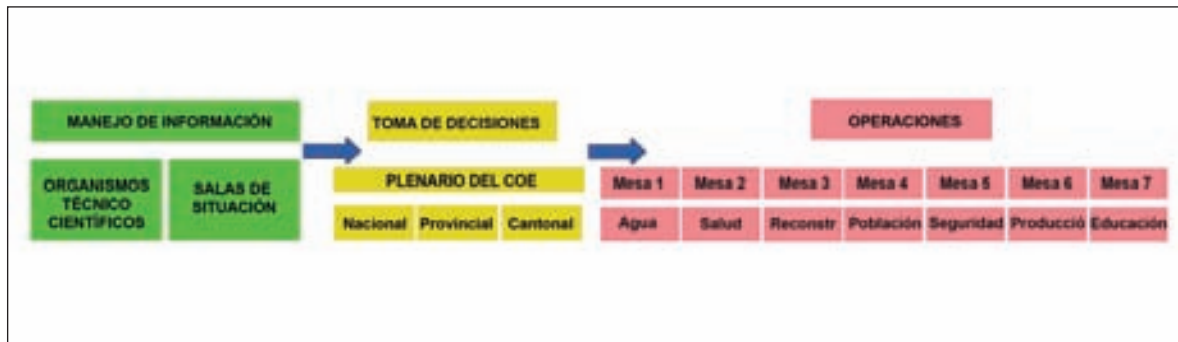 MANEJO DE INFORMACIÓN
ORGANISMOS
TÉCNICO
CIENTÍFICOS
SALAS DE
SITUACIÓN
TOMA DE DECISIONES
PLENARIO DEL COE
Nacional Provincial Cantonal
OPERACIONES
Mesa 1 Mesa 2 Mesa 3 Mesa 4 Mesa 5 Mesa 6 Mesa 7
Agua Salud Reconstr Población Seguridad Producció Educación